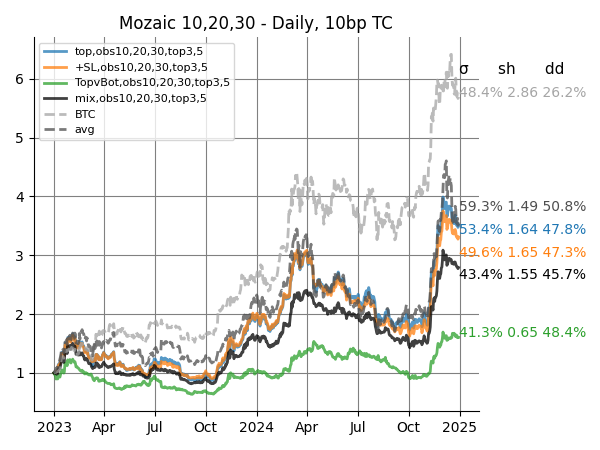 Mozaic 10,20,30 - Daily, 10bp TC
top,obs10,20,30,top3,5
+SL,obs10,20,30,top3,5
TopvBot,obs10,20,30,top3,5
mix,obs10,20,30,top3,5
BTC
avg
σ sh dd
48.4% 2.86 26.2%
59.3% 1.49 50.8%
53.4% 1.64 47.8%
49.6% 1.65 47.3%
43.4% 1.55 45.7%
41.3% 0.65 48.4%
6
5
4
3
2
1
2023 Apr Jul Oct 2024 Apr Jul Oct 2025